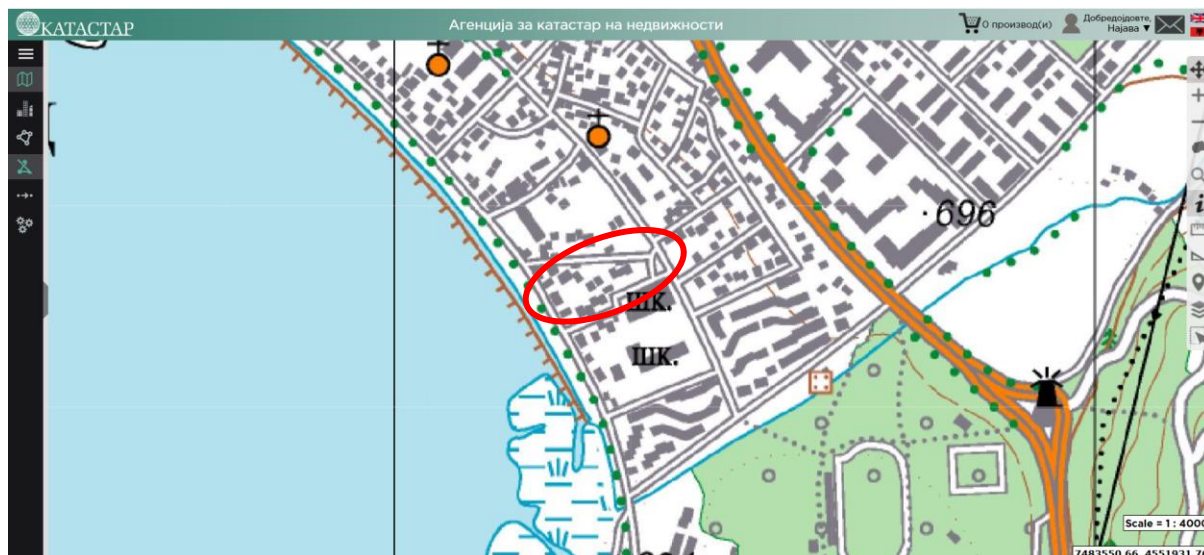 КАТАСТАР
Агенција за катастар на недвижности
0 производ(и)
Добредојдовте,
Најава ▼
696
ШК.
ШК.
Scale = 1 : 4000